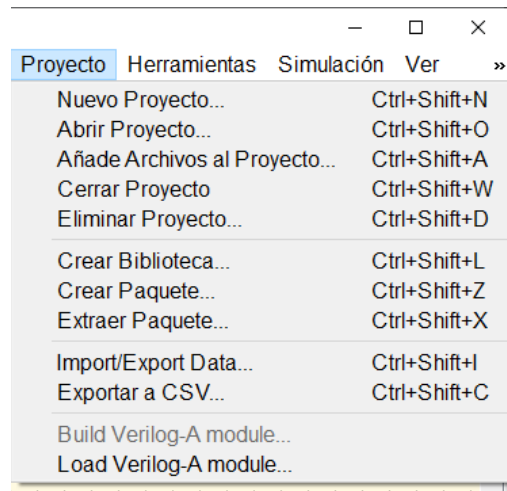 Proyecto Herramientas Simulación Ver »
Nuevo Proyecto... Ctrl+Shift+N
Abrir Proyecto... Ctrl+Shift+O
Añade Archivos al Proyecto... Ctrl+Shift+A
Cerrar Proyecto Ctrl+Shift+W
Eliminar Proyecto... Ctrl+Shift+D
Crear Biblioteca... Ctrl+Shift+L
Crear Paquete... Ctrl+Shift+Z
Extraer Paquete... Ctrl+Shift+X
Import/Export Data... Ctrl+Shift+I
Exportar a CSV... Ctrl+Shift+C
Build Verilog-A module...
Load Verilog-A module...